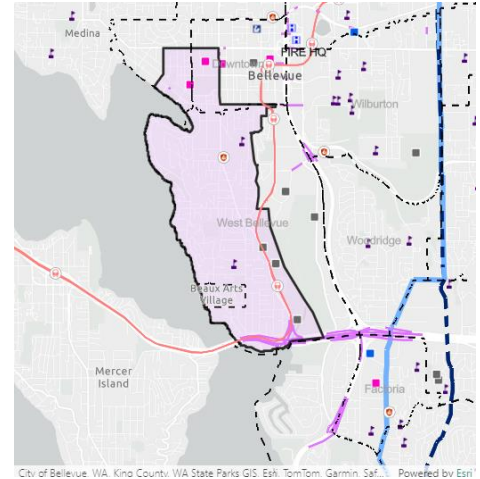 Medina
FIRE HQ
Downtown
Bellevue
Wilburton
West Bellevue
Woodridge
Beaux Arts
Village
Mercer
Island
Factoria
City of Bellevue, WA, King County, WA State Parks GIS, Esri, TomTom, Garmin, Saf... Powered by Esri